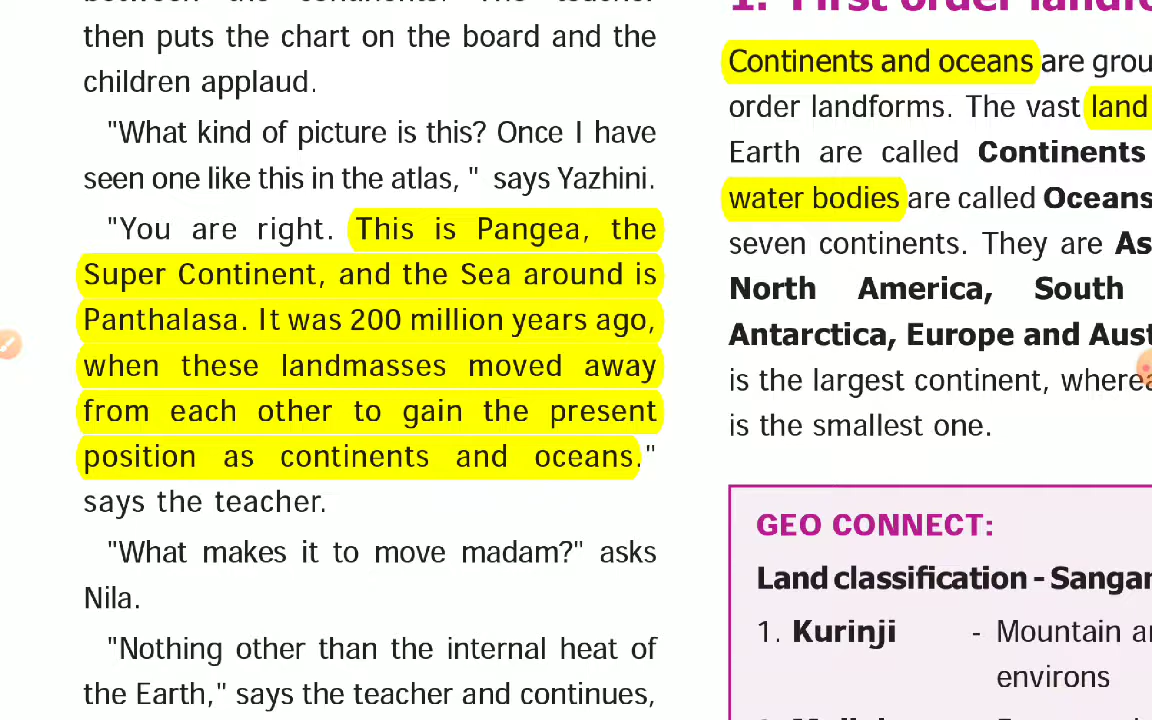 between the continents. The teacher
then puts the chart on the board and the
children applaud.
"What kind of picture is this? Once I have
seen one like this in the atlas, " says Yazhini.
"You are right. This is Pangea, the
Super Continent, and the Sea around is
Panthalasa. It was 200 million years ago,
when these landmasses moved away
from each other to gain the present
position as continents and oceans."
says the teacher.
"What makes it to move madam?" asks
Nila.
"Nothing other than the internal heat of
the Earth," says the teacher and continues,
1. First order
Continents and oceans are
order landforms. The vast land
Earth are called Continents
water bodies are called Oceans
seven continents. They are
North America, South
Antarctica, Europe and
is the largest continent,
is the smallest one.
GEO CONNECT:
Land classification -
1. Kurinji - Mountain
environs